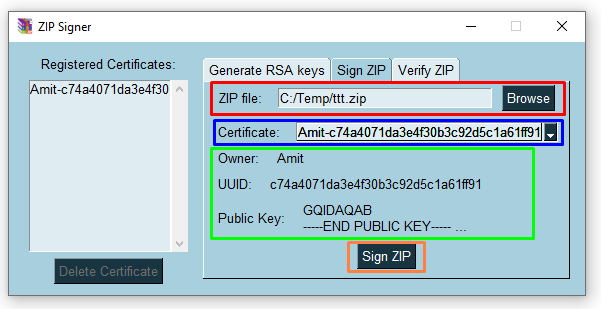 ZIP Signer
Registered Certificates:
Amit-c74a4071da3e4f30
Delete Certificate
Generate RSA keys
Sign ZIP
Verify ZIP
ZIP file:
C:/Temp/ttt.zip
Browse
Certificate:
Amit-c74a4071da3e4f30b3c92d5c1a61ff91
Owner: Amit
UUID: c74a4071da3e4f30b3c92d5c1a61ff91
Public Key:
GQIDAQAB
-----END PUBLIC KEY----- ...
Sign ZIP